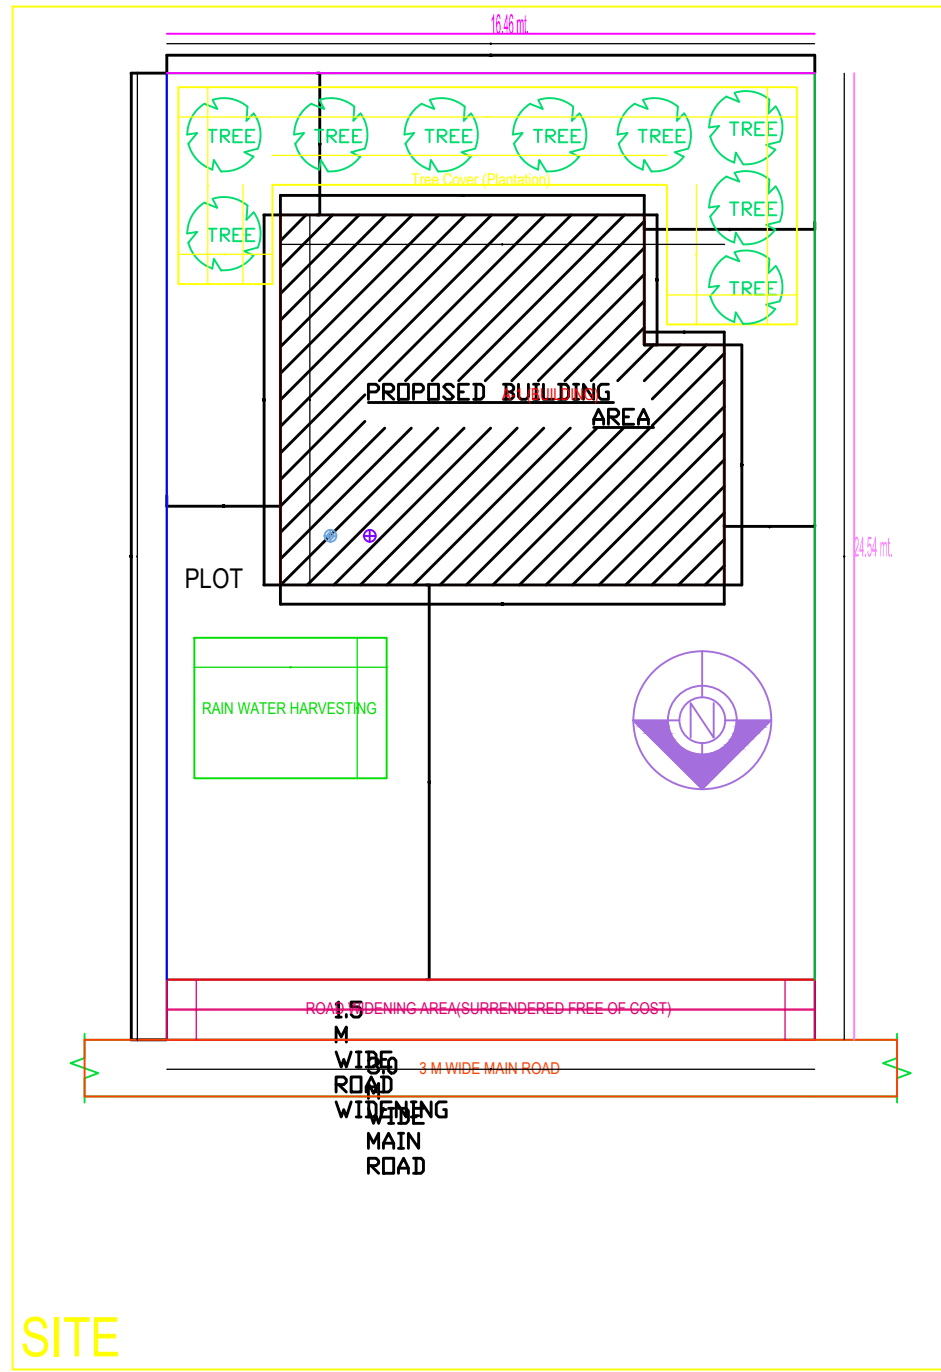 16.46 mt.
TREE TREE TREE TREE TREE TREE
Tree Cover (Plantation)
TREE
TREE
TREE
PROPOSED BUILDING
AREA
A-1 (BUILDING)
24.54 mt.
PLOT
RAIN WATER HARVESTING
N
ROAD WIDENING AREA(SURRENDERED FREE OF COST)
1.5
M
WIDE
ROAD
WIDENING
3 M WIDE MAIN ROAD
3.0
M
WIDE
MAIN
ROAD
SITE